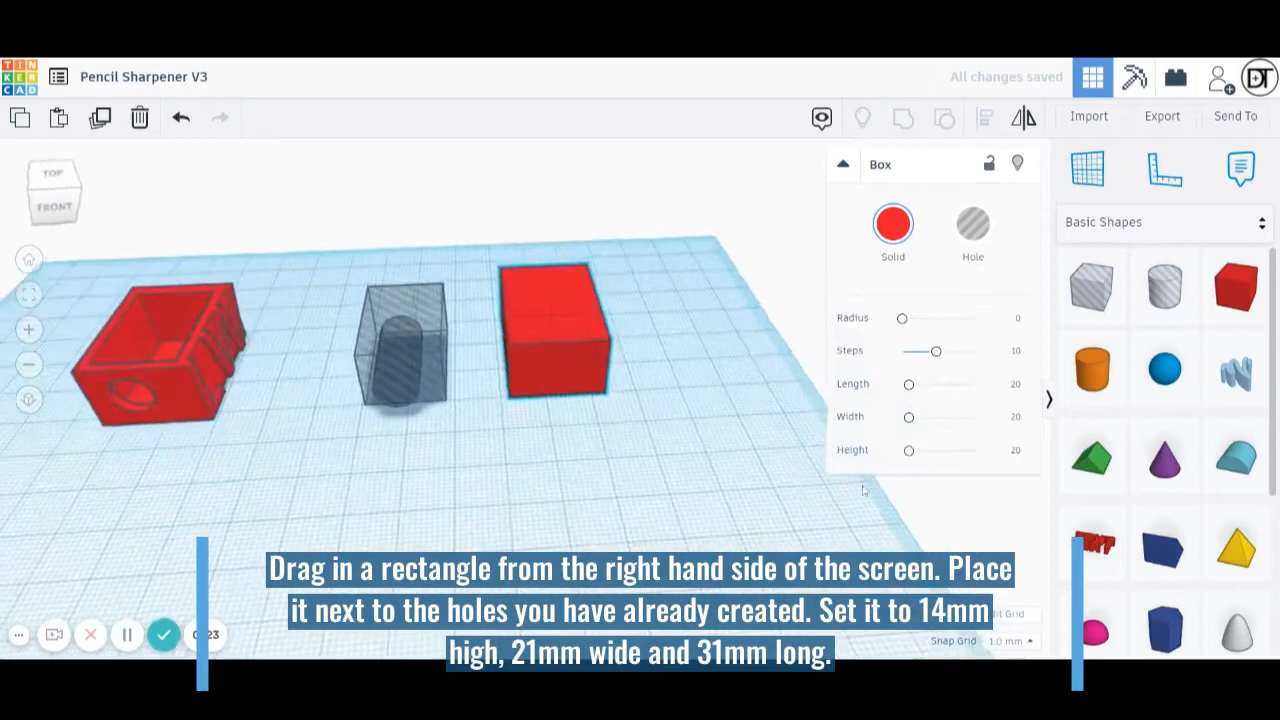 TIN
KER
CAD
Pencil Sharpener V3
All changes saved
DT
Import
Export
Send To
TOP
FRONT
Box
Solid
Hole
Basic Shapes
Radius
0
Steps
10
Length
20
Width
20
Height
20
TEXT
Drag in a rectangle from the right hand side of the screen. Place
it next to the holes you have already created. Set it to 14mm
high, 21mm wide and 31mm long.
Grid
Snap Grid 1.0 mm